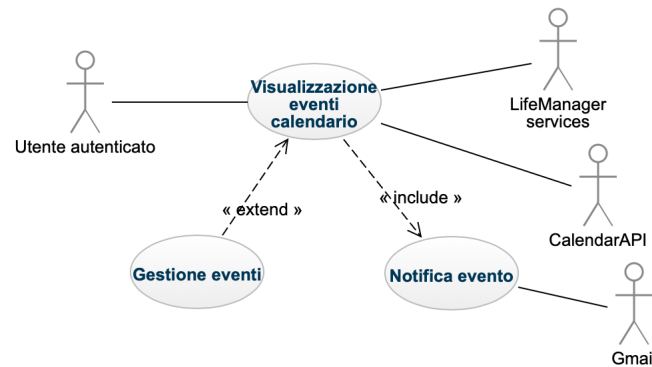 Visualizzazione
eventi
calendario
Utente autenticato
LifeManager
services
« extend »
« include »
CalendarAPI
Gestione eventi
Notifica evento
Gmai